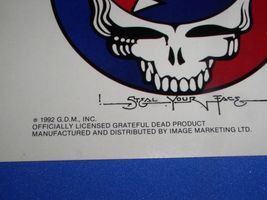 STEAL YOUR FACE
© 1992 G.D.M., INC.
OFFICIALLY LICENSED GRATEFUL DEAD PRODUCT
MANUFACTURED AND DISTRIBUTED BY IMAGE MARKETING LTD.